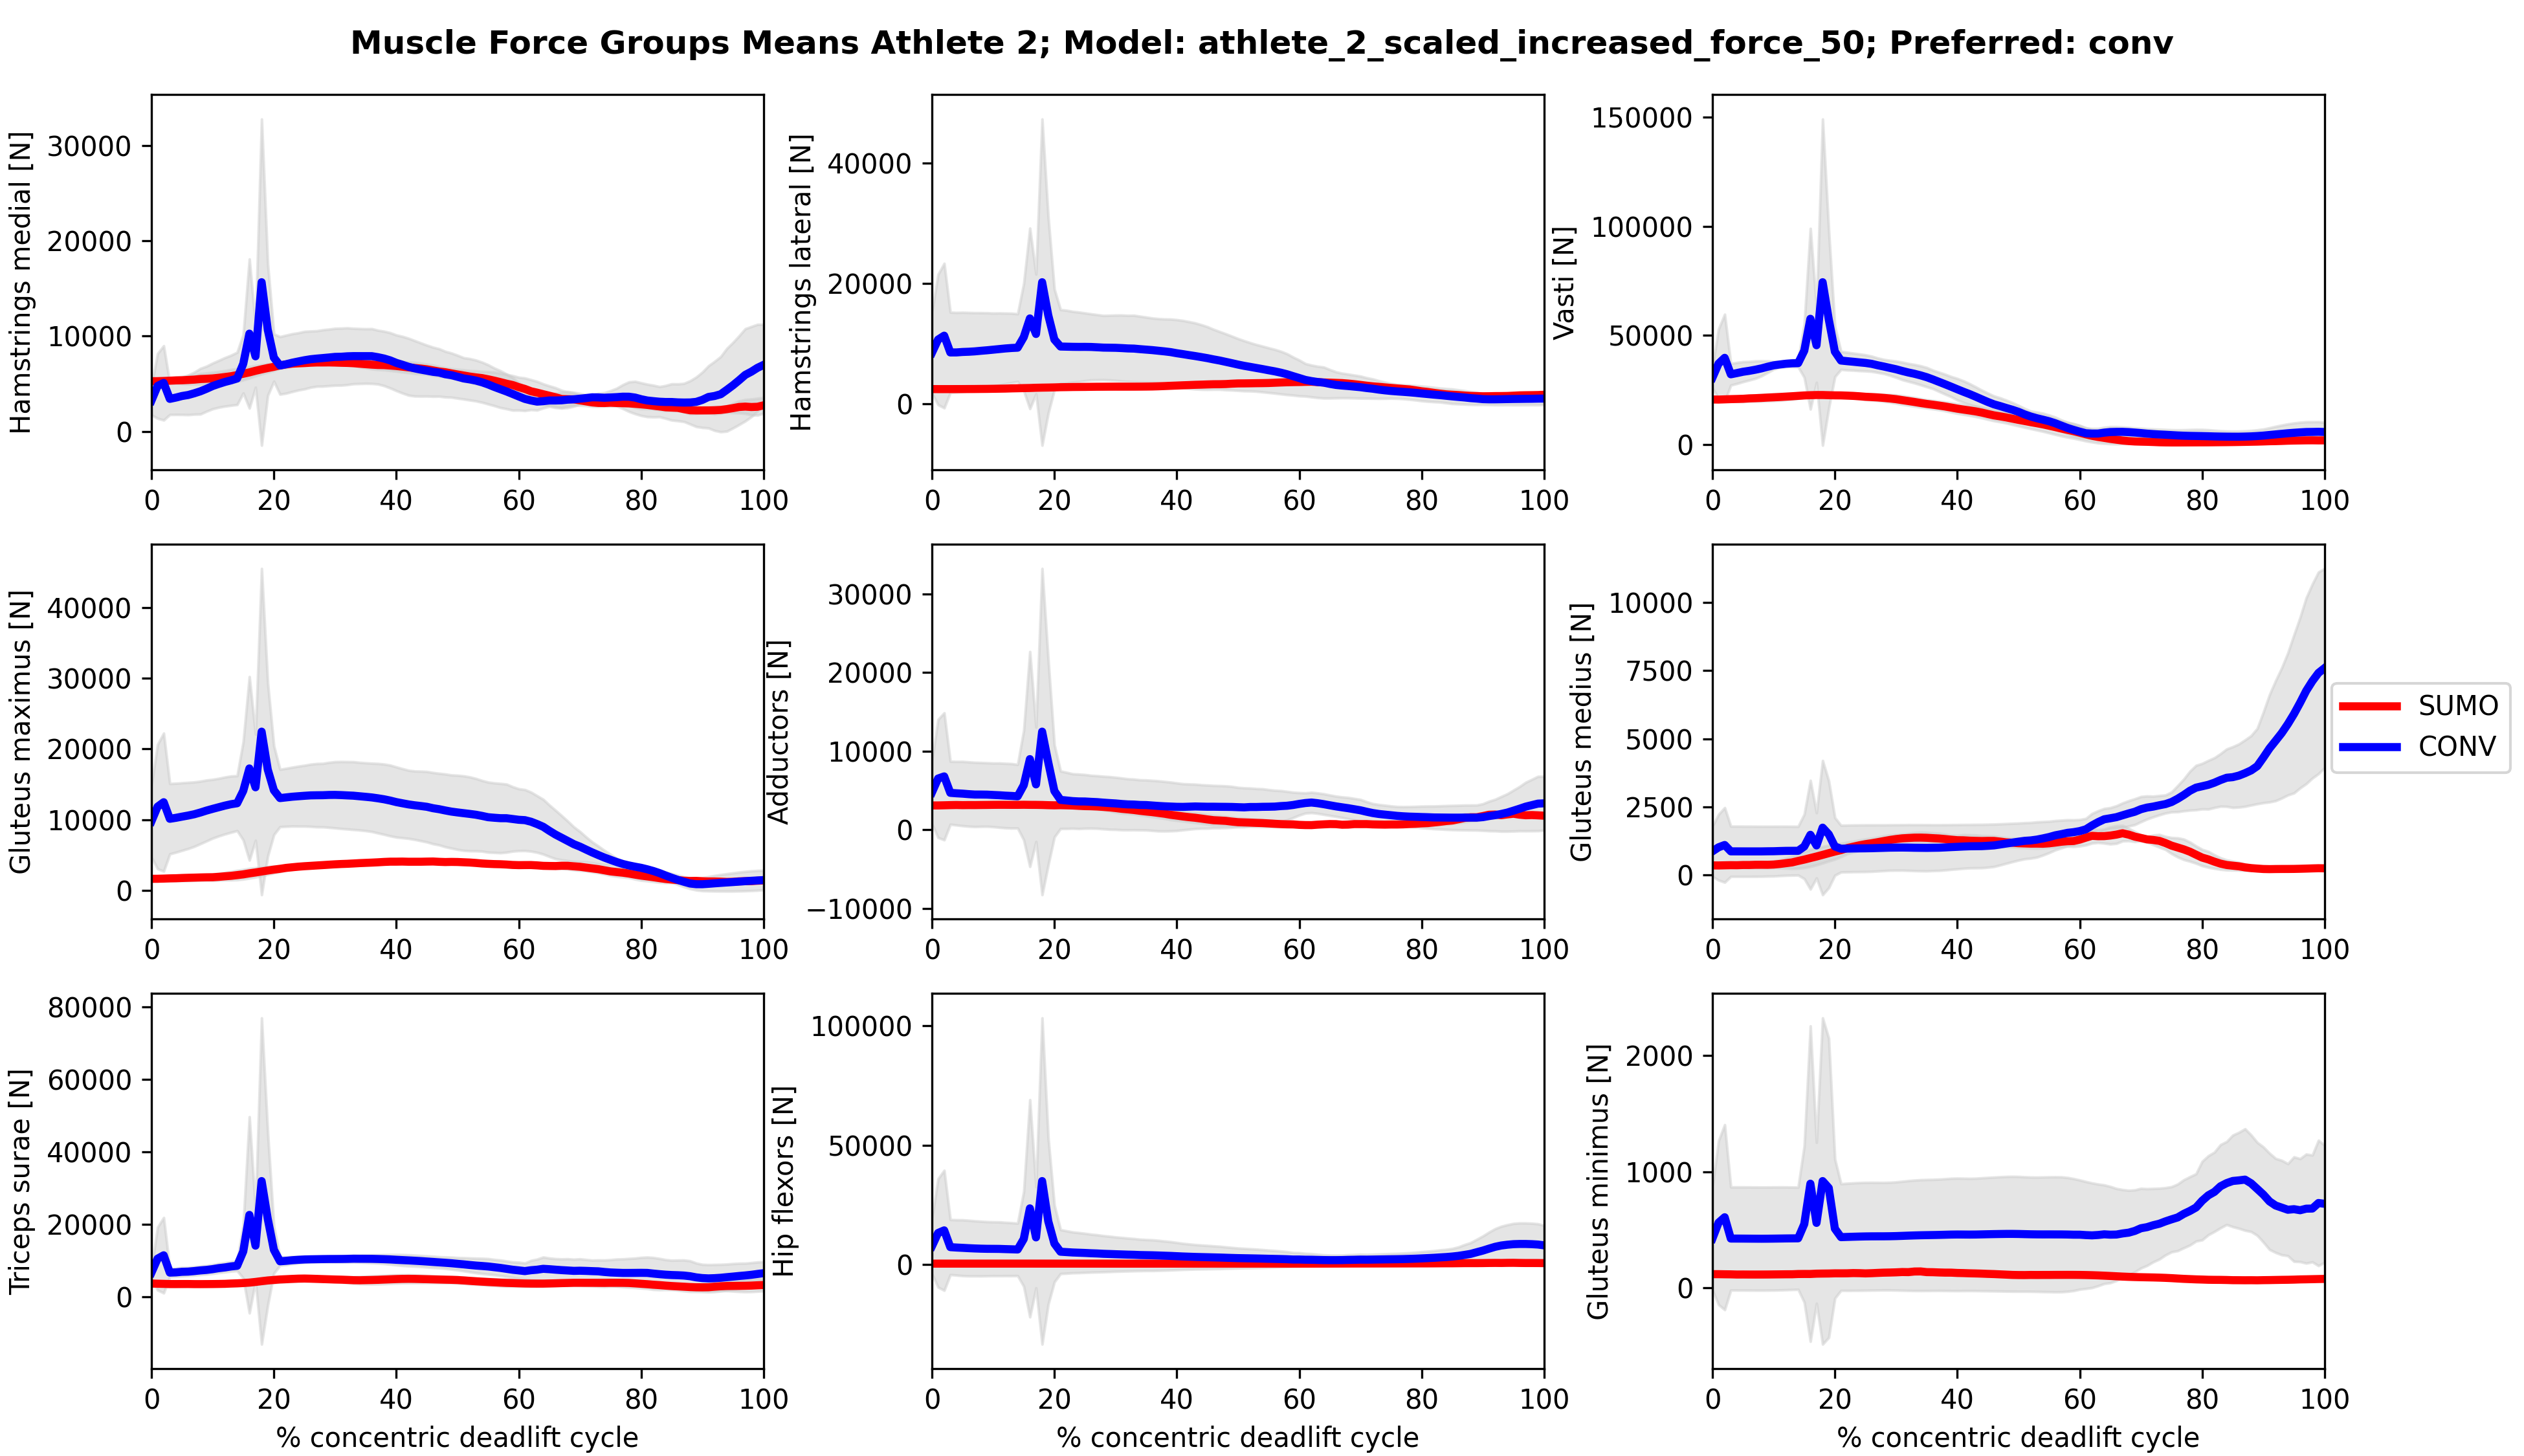 Muscle Force Groups Means Athlete 2; Model: athlete_2_scaled_increased_force_50; Preferred: conv
Hamstrings medial [N]
30000
20000
10000
0
0 20 40 60 80 100
Hamstrings lateral [N]
40000
20000
0
0 20 40 60 80 100
Vasti [N]
150000
100000
50000
0
0 20 40 60 80 100
Gluteus maximus [N]
40000
30000
20000
10000
0
0 20 40 60 80 100
Adductors [N]
30000
20000
10000
0
−10000
0 20 40 60 80 100
Gluteus medius [N]
10000
7500
5000
2500
0
0 20 40 60 80 100
SUMO
CONV
Triceps surae [N]
80000
60000
40000
20000
0
0 20 40 60 80 100
% concentric deadlift cycle
Hip flexors [N]
100000
50000
0
0 20 40 60 80 100
% concentric deadlift cycle
Gluteus minimus [N]
2000
1000
0
0 20 40 60 80 100
% concentric deadlift cycle